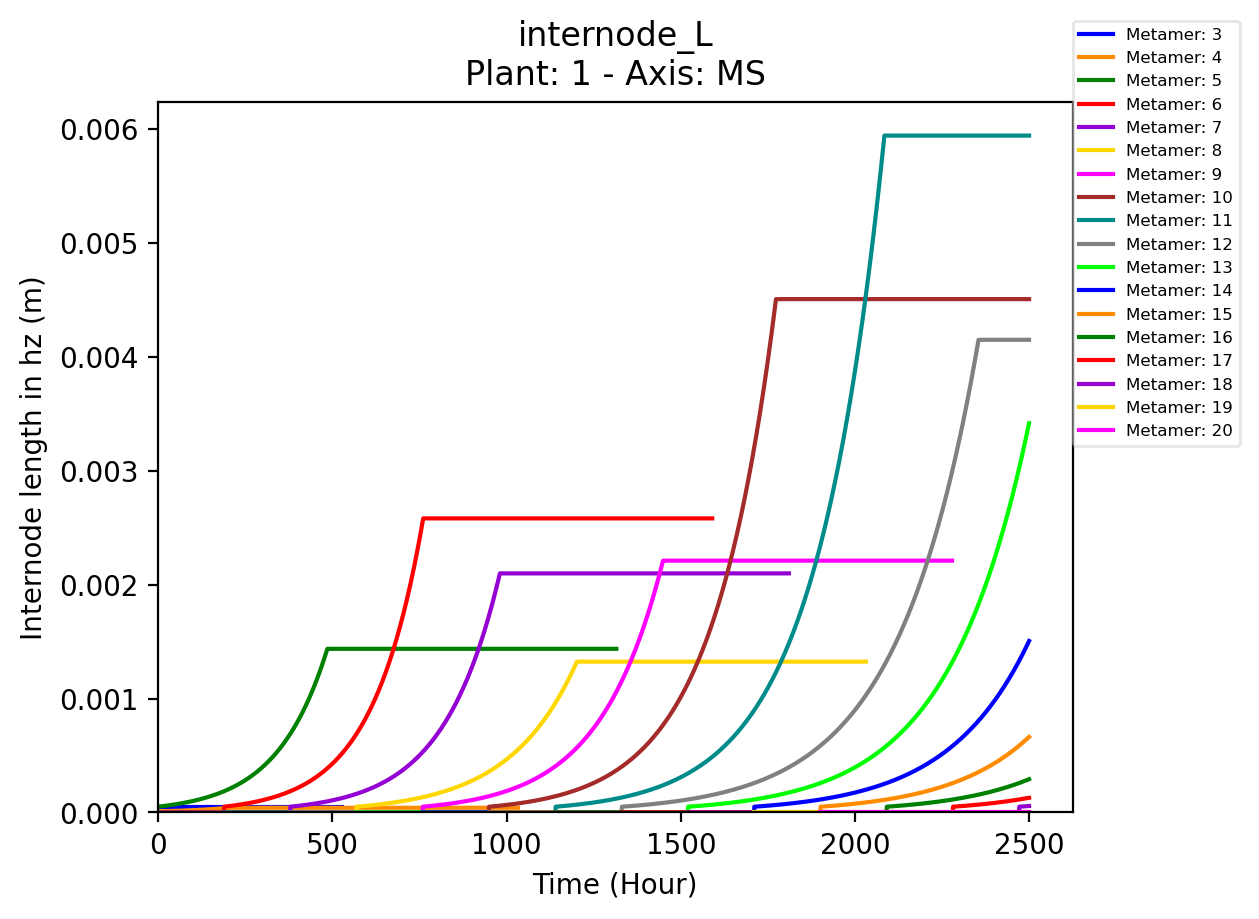 internode_L
Plant: 1 - Axis: MS
Metamer: 3
Metamer: 4
Metamer: 5
Metamer: 6
Metamer: 7
Metamer: 8
Metamer: 9
Metamer: 10
Metamer: 11
Metamer: 12
Metamer: 13
Metamer: 14
Metamer: 15
Metamer: 16
Metamer: 17
Metamer: 18
Metamer: 19
Metamer: 20
Internode length in hz (m)
0.006
0.005
0.004
0.003
0.002
0.001
0.000
0 500 1000 1500 2000 2500
Time (Hour)